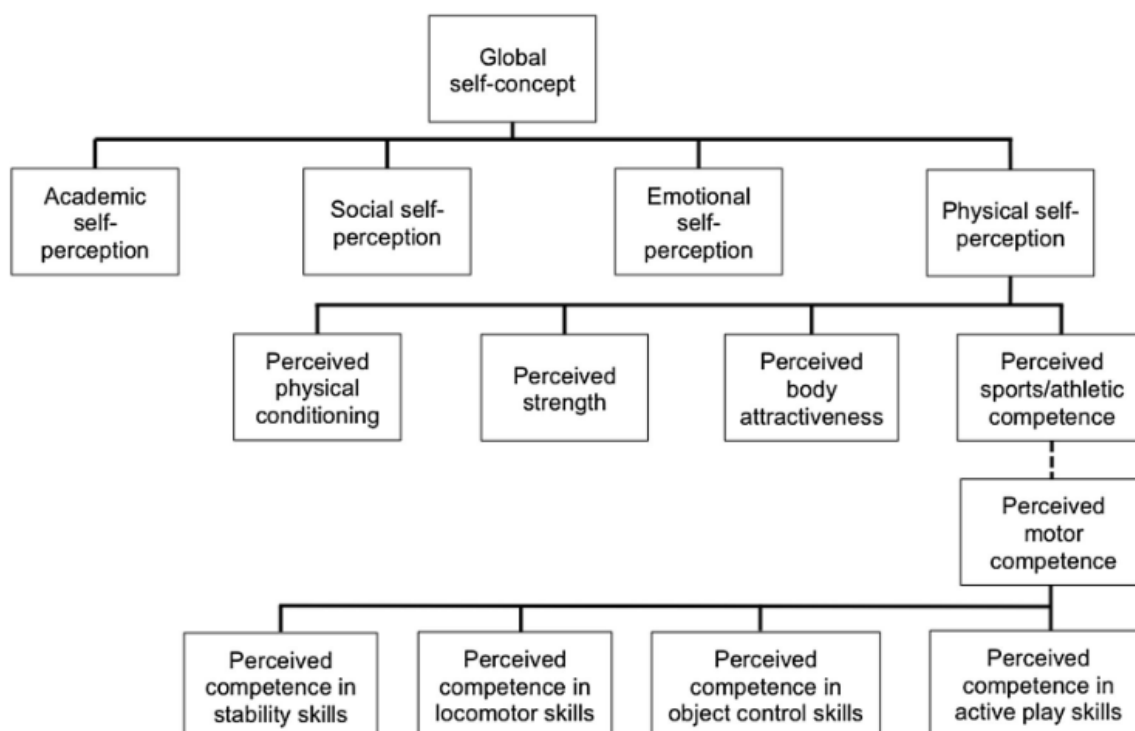 Global
self-concept
Academic
self-
perception
Social self-
perception
Emotional
self-
perception
Physical self-
perception
Perceived
physical
conditioning
Perceived
strength
Perceived
body
attractiveness
Perceived
sports/athletic
competence
Perceived
motor
competence
Perceived
competence in
stability skills
Perceived
competence in
locomotor skills
Perceived
competence in
object control skills
Perceived
competence in
active play skills